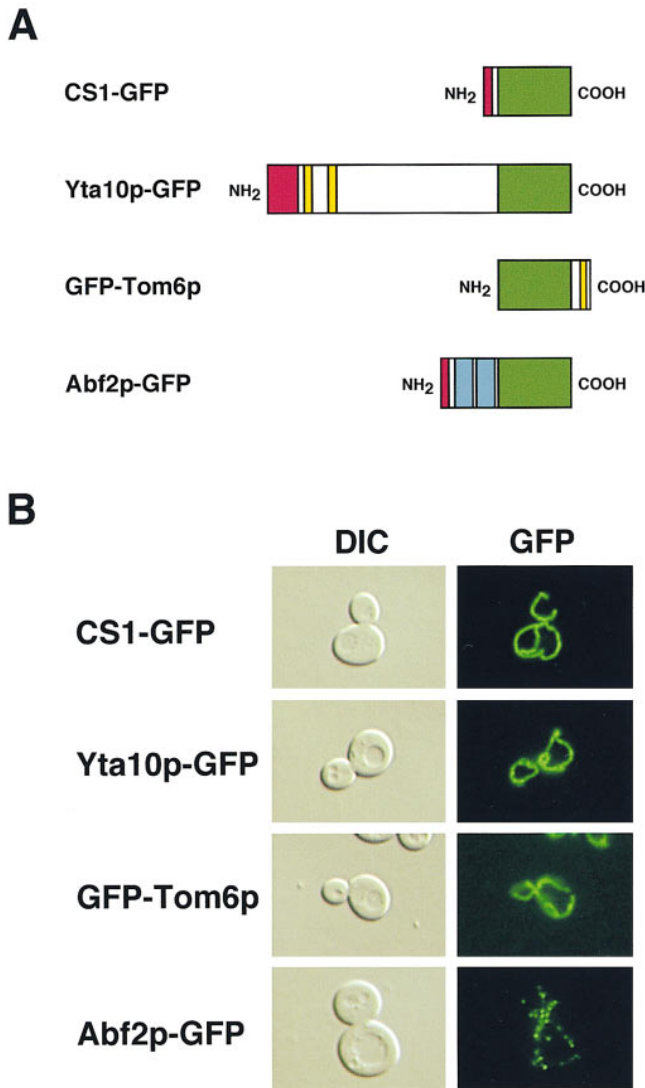 A
CS1-GFP NH2 COOH
Yta10p-GFP NH2 COOH
GFP-Tom6p NH2 COOH
Abf2p-GFP NH2 COOH
B
DIC GFP
CS1-GFP
Yta10p-GFP
GFP-Tom6p
Abf2p-GFP